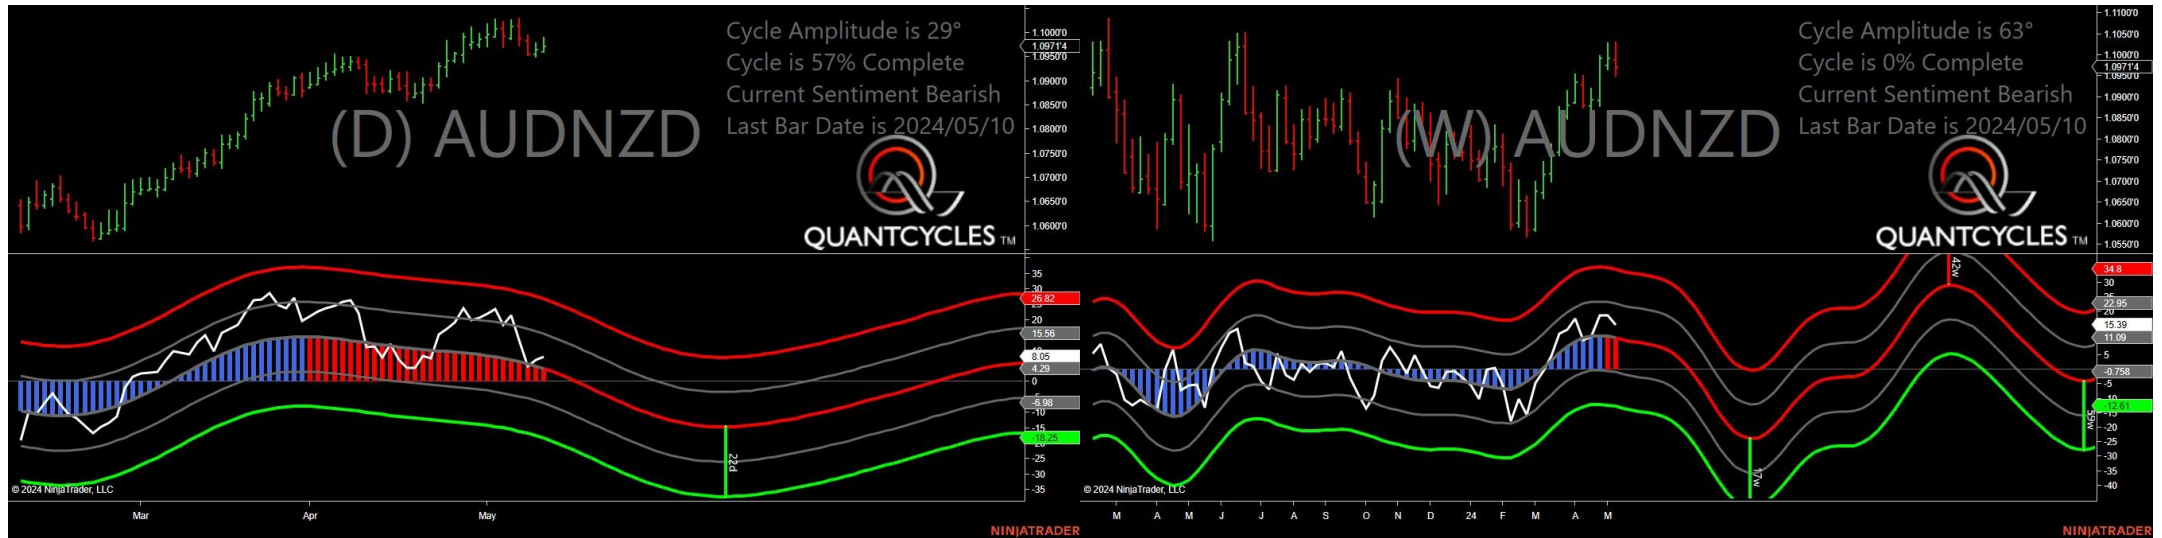 Cycle Amplitude is 29°
Cycle is 57% Complete
Current Sentiment Bearish
Last Bar Date is 2024/05/10
(D) AUDNZD
QUANTCYCLES TM
1.1000'0
1.0971'4
1.0950'0
1.0900'0
1.0850'0
1.0800'0
1.0750'0
1.0700'0
1.0650'0
1.0600'0
35
30
26.82
20
15.56
8.05
4.29
0
-6.98
-10
-15
-18.25
-25
-30
-35
22d
© 2024 NinjaTrader, LLC
Mar Apr May
NINJATRADER
Cycle Amplitude is 63°
Cycle is 0% Complete
Current Sentiment Bearish
Last Bar Date is 2024/05/10
(W) AUDNZD
QUANTCYCLES TM
1.1100'0
1.1050'0
1.1000'0
1.0971'4
1.0950'0
1.0900'0
1.0850'0
1.0800'0
1.0750'0
1.0700'0
1.0650'0
1.0600'0
1.0550'0
34.8
30
22.95
20
15.39
11.09
5
-0.758
-5
-12.61
-15
-20
-25
-30
-35
-40
42w
17w
59w
© 2024 NinjaTrader, LLC
M A M J J A S O N D 24 F M A M
NINJATRADER